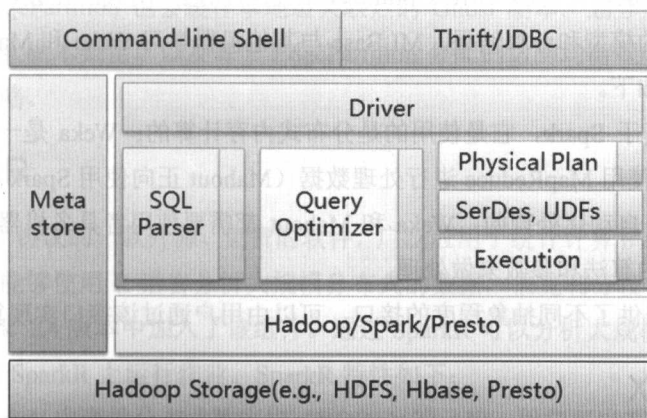 Command-line Shell
Thrift/JDBC
Meta store
Driver
SQL Parser
Query Optimizer
Physical Plan
SerDes, UDFs
Execution
Hadoop/Spark/Presto
Hadoop Storage(e.g., HDFS, Hbase, Presto)